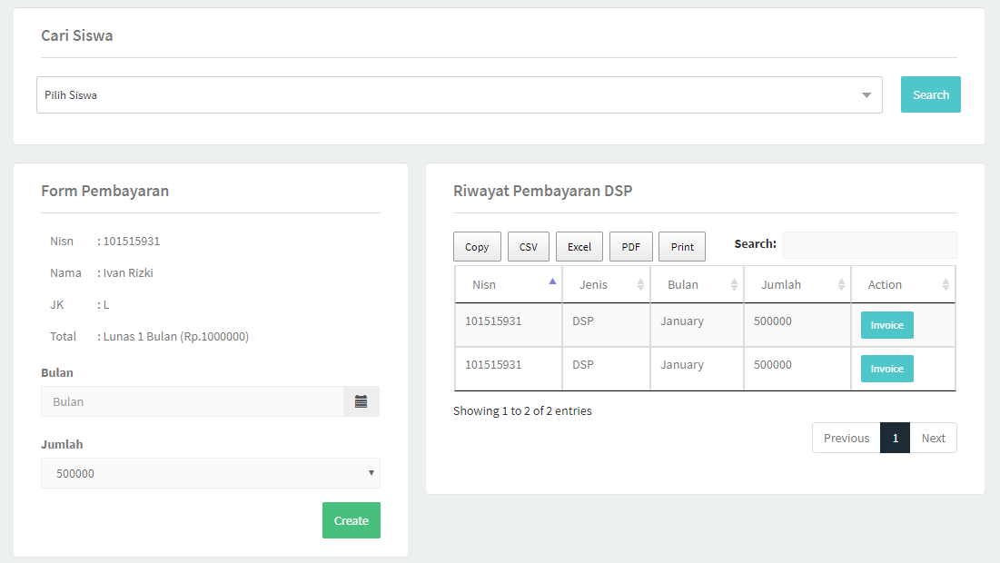 Cari Siswa
Pilih Siswa
Search
Form Pembayaran
Nisn : 101515931
Nama : Ivan Rizki
JK : L
Total : Lunas 1 Bulan (Rp.1000000)
Bulan
Bulan
Jumlah
500000
Create
Riwayat Pembayaran DSP
Copy CSV Excel PDF Print Search:
Nisn Jenis Bulan Jumlah Action
101515931 DSP January 500000 Invoice
101515931 DSP January 500000 Invoice
Showing 1 to 2 of 2 entries
Previous 1 Next